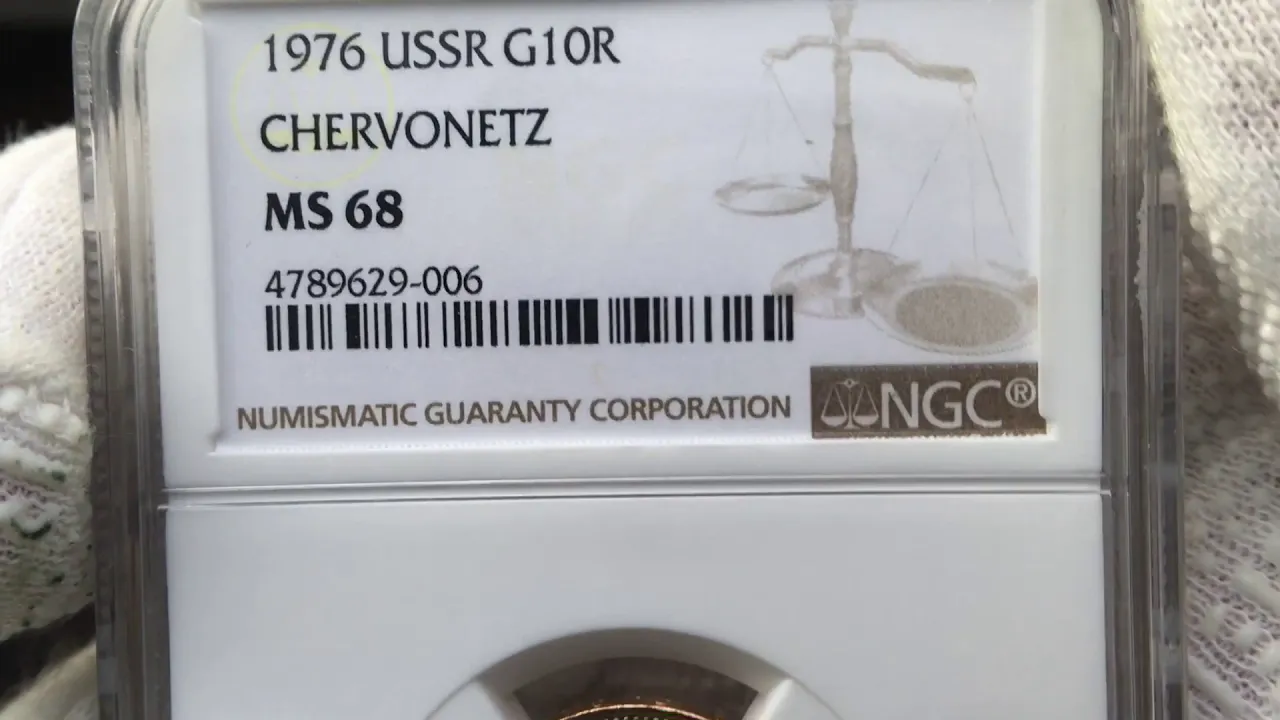 1976 USSR G10R
CHERVONETZ
MS 68
4789629-006
NUMISMATIC GUARANTY CORPORATION
NGC®